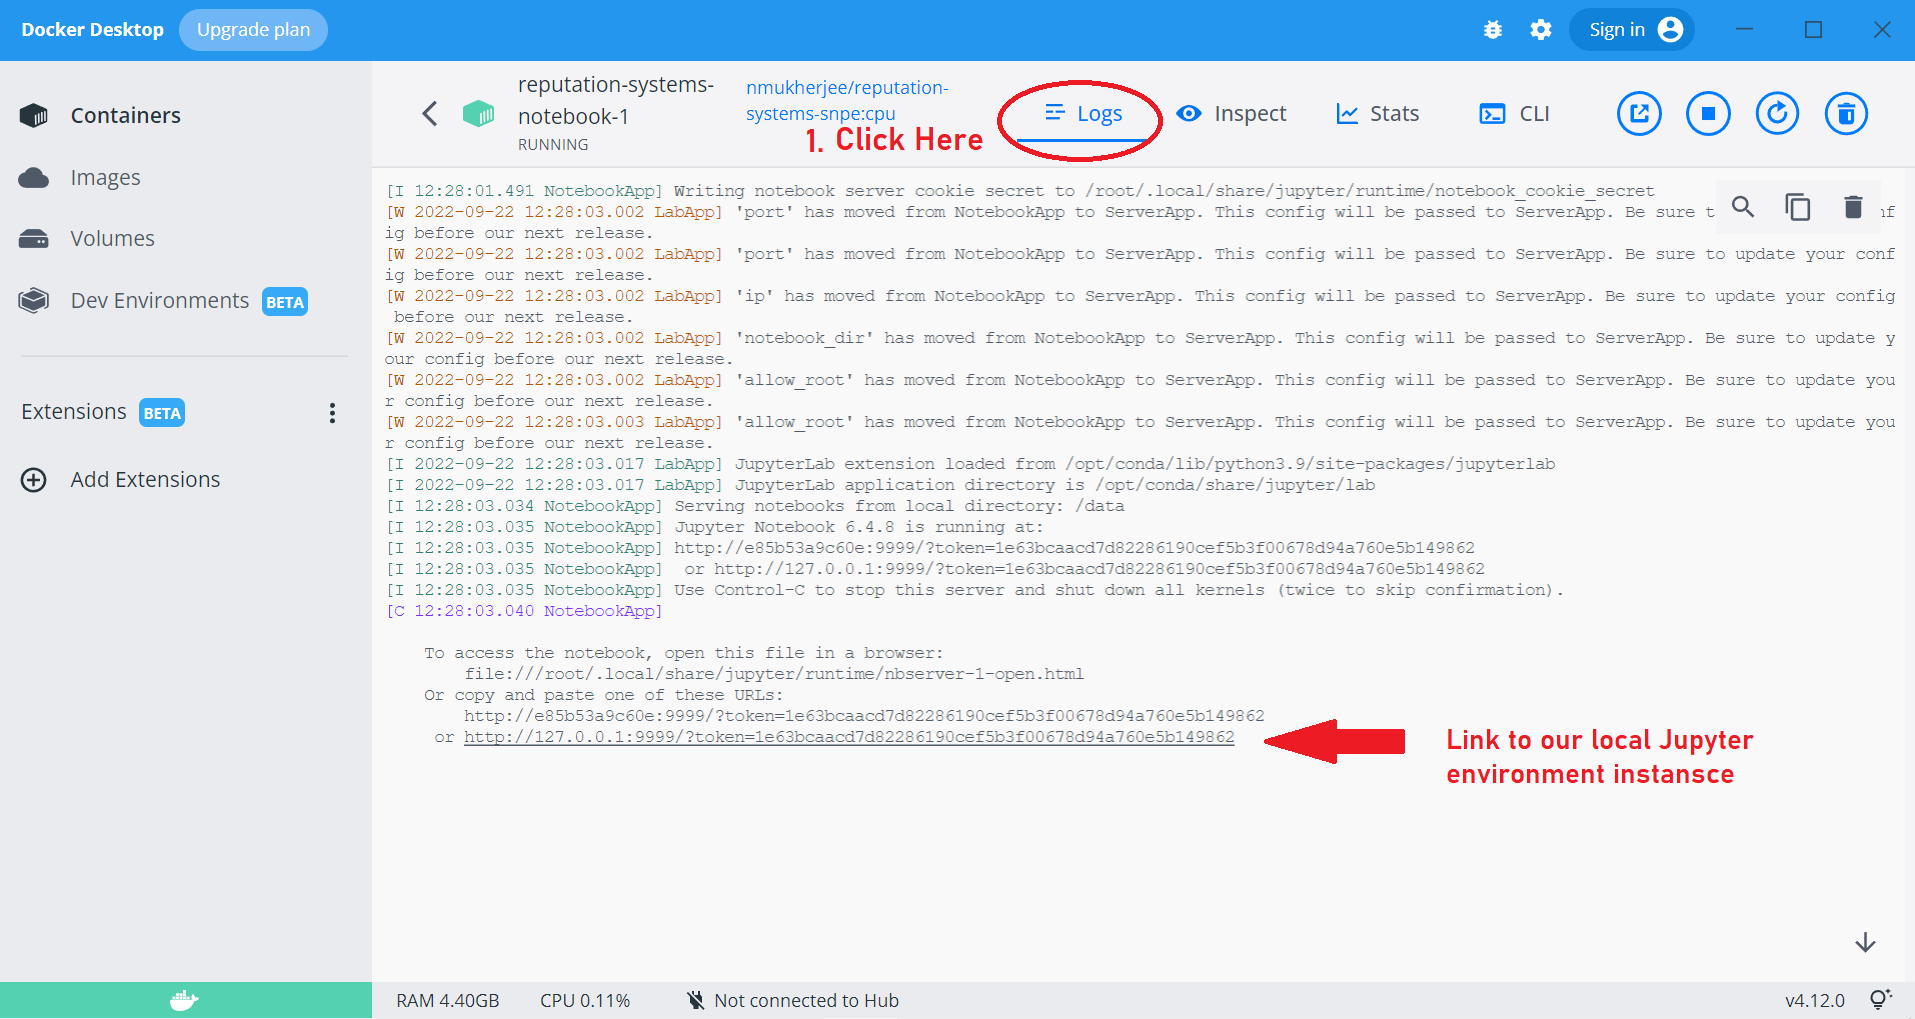 Docker Desktop
Upgrade plan
Sign in
Containers
Images
Volumes
Dev Environments BETA
Extensions BETA
Add Extensions
reputation-systems-
notebook-1
RUNNING
nmukherjee/reputation-
systems-snpe:cpu
1. Click Here
Logs
Inspect
Stats
CLI
[I 12:28:01.491 NotebookApp] Writing notebook server cookie secret to /root/.local/share/jupyter/runtime/notebook_cookie_secret
[W 2022-09-22 12:28:03.002 LabApp] 'port' has moved from NotebookApp to ServerApp. This config will be passed to ServerApp. Be sure t nf
ig before our next release.
[W 2022-09-22 12:28:03.002 LabApp] 'port' has moved from NotebookApp to ServerApp. This config will be passed to ServerApp. Be sure to update your conf
ig before our next release.
[W 2022-09-22 12:28:03.002 LabApp] 'ip' has moved from NotebookApp to ServerApp. This config will be passed to ServerApp. Be sure to update your config
before our next release.
[W 2022-09-22 12:28:03.002 LabApp] 'notebook_dir' has moved from NotebookApp to ServerApp. This config will be passed to ServerApp. Be sure to update y
our config before our next release.
[W 2022-09-22 12:28:03.002 LabApp] 'allow_root' has moved from NotebookApp to ServerApp. This config will be passed to ServerApp. Be sure to update you
r config before our next release.
[W 2022-09-22 12:28:03.003 LabApp] 'allow_root' has moved from NotebookApp to ServerApp. This config will be passed to ServerApp. Be sure to update you
r config before our next release.
[I 2022-09-22 12:28:03.017 LabApp] JupyterLab extension loaded from /opt/conda/lib/python3.9/site-packages/jupyterlab
[I 2022-09-22 12:28:03.017 LabApp] JupyterLab application directory is /opt/conda/share/jupyter/lab
[I 12:28:03.034 NotebookApp] Serving notebooks from local directory: /data
[I 12:28:03.035 NotebookApp] Jupyter Notebook 6.4.8 is running at:
[I 12:28:03.035 NotebookApp] http://e85b53a9c60e:9999/?token=1e63bcaacd7d82286190cef5b3f00678d94a760e5b149862
[I 12:28:03.035 NotebookApp]  or http://127.0.0.1:9999/?token=1e63bcaacd7d82286190cef5b3f00678d94a760e5b149862
[I 12:28:03.035 NotebookApp] Use Control-C to stop this server and shut down all kernels (twice to skip confirmation).
[C 12:28:03.040 NotebookApp]
To access the notebook, open this file in a browser:
file:///root/.local/share/jupyter/runtime/nbserver-1-open.html
Or copy and paste one of these URLs:
http://e85b53a9c60e:9999/?token=1e63bcaacd7d82286190cef5b3f00678d94a760e5b149862
or http://127.0.0.1:9999/?token=1e63bcaacd7d82286190cef5b3f00678d94a760e5b149862
Link to our local Jupyter
environment instansce
RAM 4.40GB
CPU 0.11%
Not connected to Hub
v4.12.0